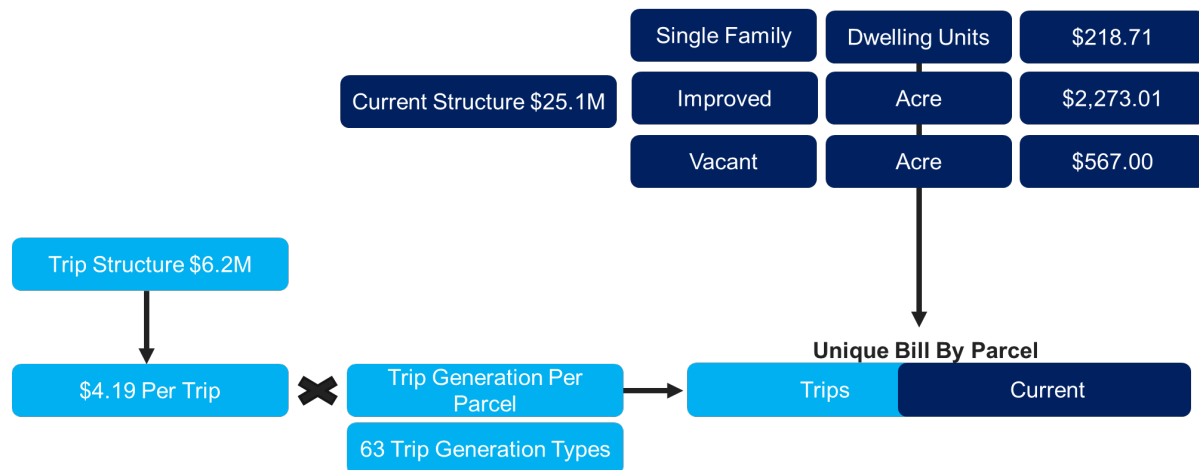 Single Family
Dwelling Units
$218.71
Current Structure $25.1M
Improved
Acre
$2,273.01
Vacant
Acre
$567.00
Trip Structure $6.2M
Unique Bill By Parcel
$4.19 Per Trip
Trip Generation Per
Parcel
Trips
Current
63 Trip Generation Types